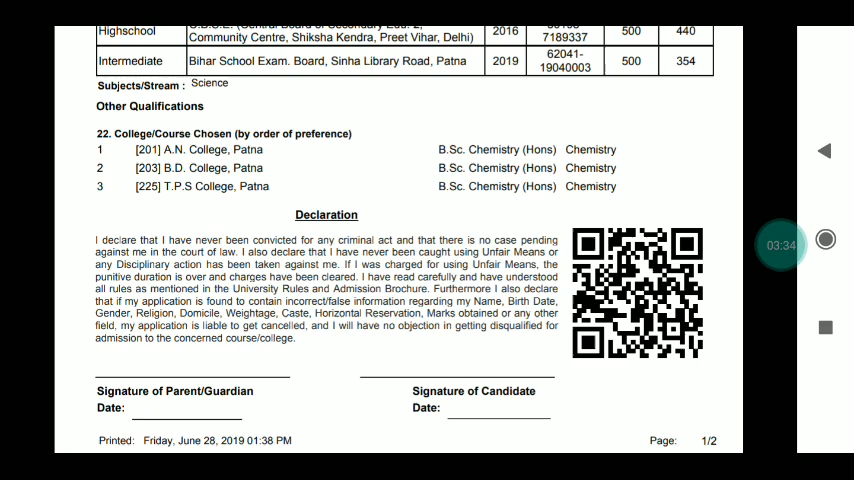 Highschool
Community Centre, Shiksha Kendra, Preet Vihar, Delhi)
2016
7189337
500
440
Intermediate
Bihar School Exam. Board, Sinha Library Road, Patna
2019
62041-
19040003
500
354
Subjects/Stream : Science
Other Qualifications
22. College/Course Chosen (by order of preference)
1 [201] A.N. College, Patna B.Sc. Chemistry (Hons) Chemistry
2 [203] B.D. College, Patna B.Sc. Chemistry (Hons) Chemistry
3 [225] T.P.S College, Patna B.Sc. Chemistry (Hons) Chemistry
Declaration
I declare that I have never been convicted for any criminal act and that there is no case pending
against me in the court of law. I also declare that I have never been caught using Unfair Means or
any Disciplinary action has been taken against me. If I was charged for using Unfair Means, the
punitive duration is over and charges have been cleared. I have read carefully and have understood
all rules as mentioned in the University Rules and Admission Brochure. Furthermore I also declare
that if my application is found to contain incorrect/false information regarding my Name, Birth Date,
Gender, Religion, Domicile, Weightage, Caste, Horizontal Reservation, Marks obtained or any other
field, my application is liable to get cancelled, and I will have no objection in getting disqualified for
admission to the concerned course/college.
03:34
Signature of Parent/Guardian
Signature of Candidate
Date:
Date:
Printed: Friday, June 28, 2019 01:38 PM
Page: 1/2